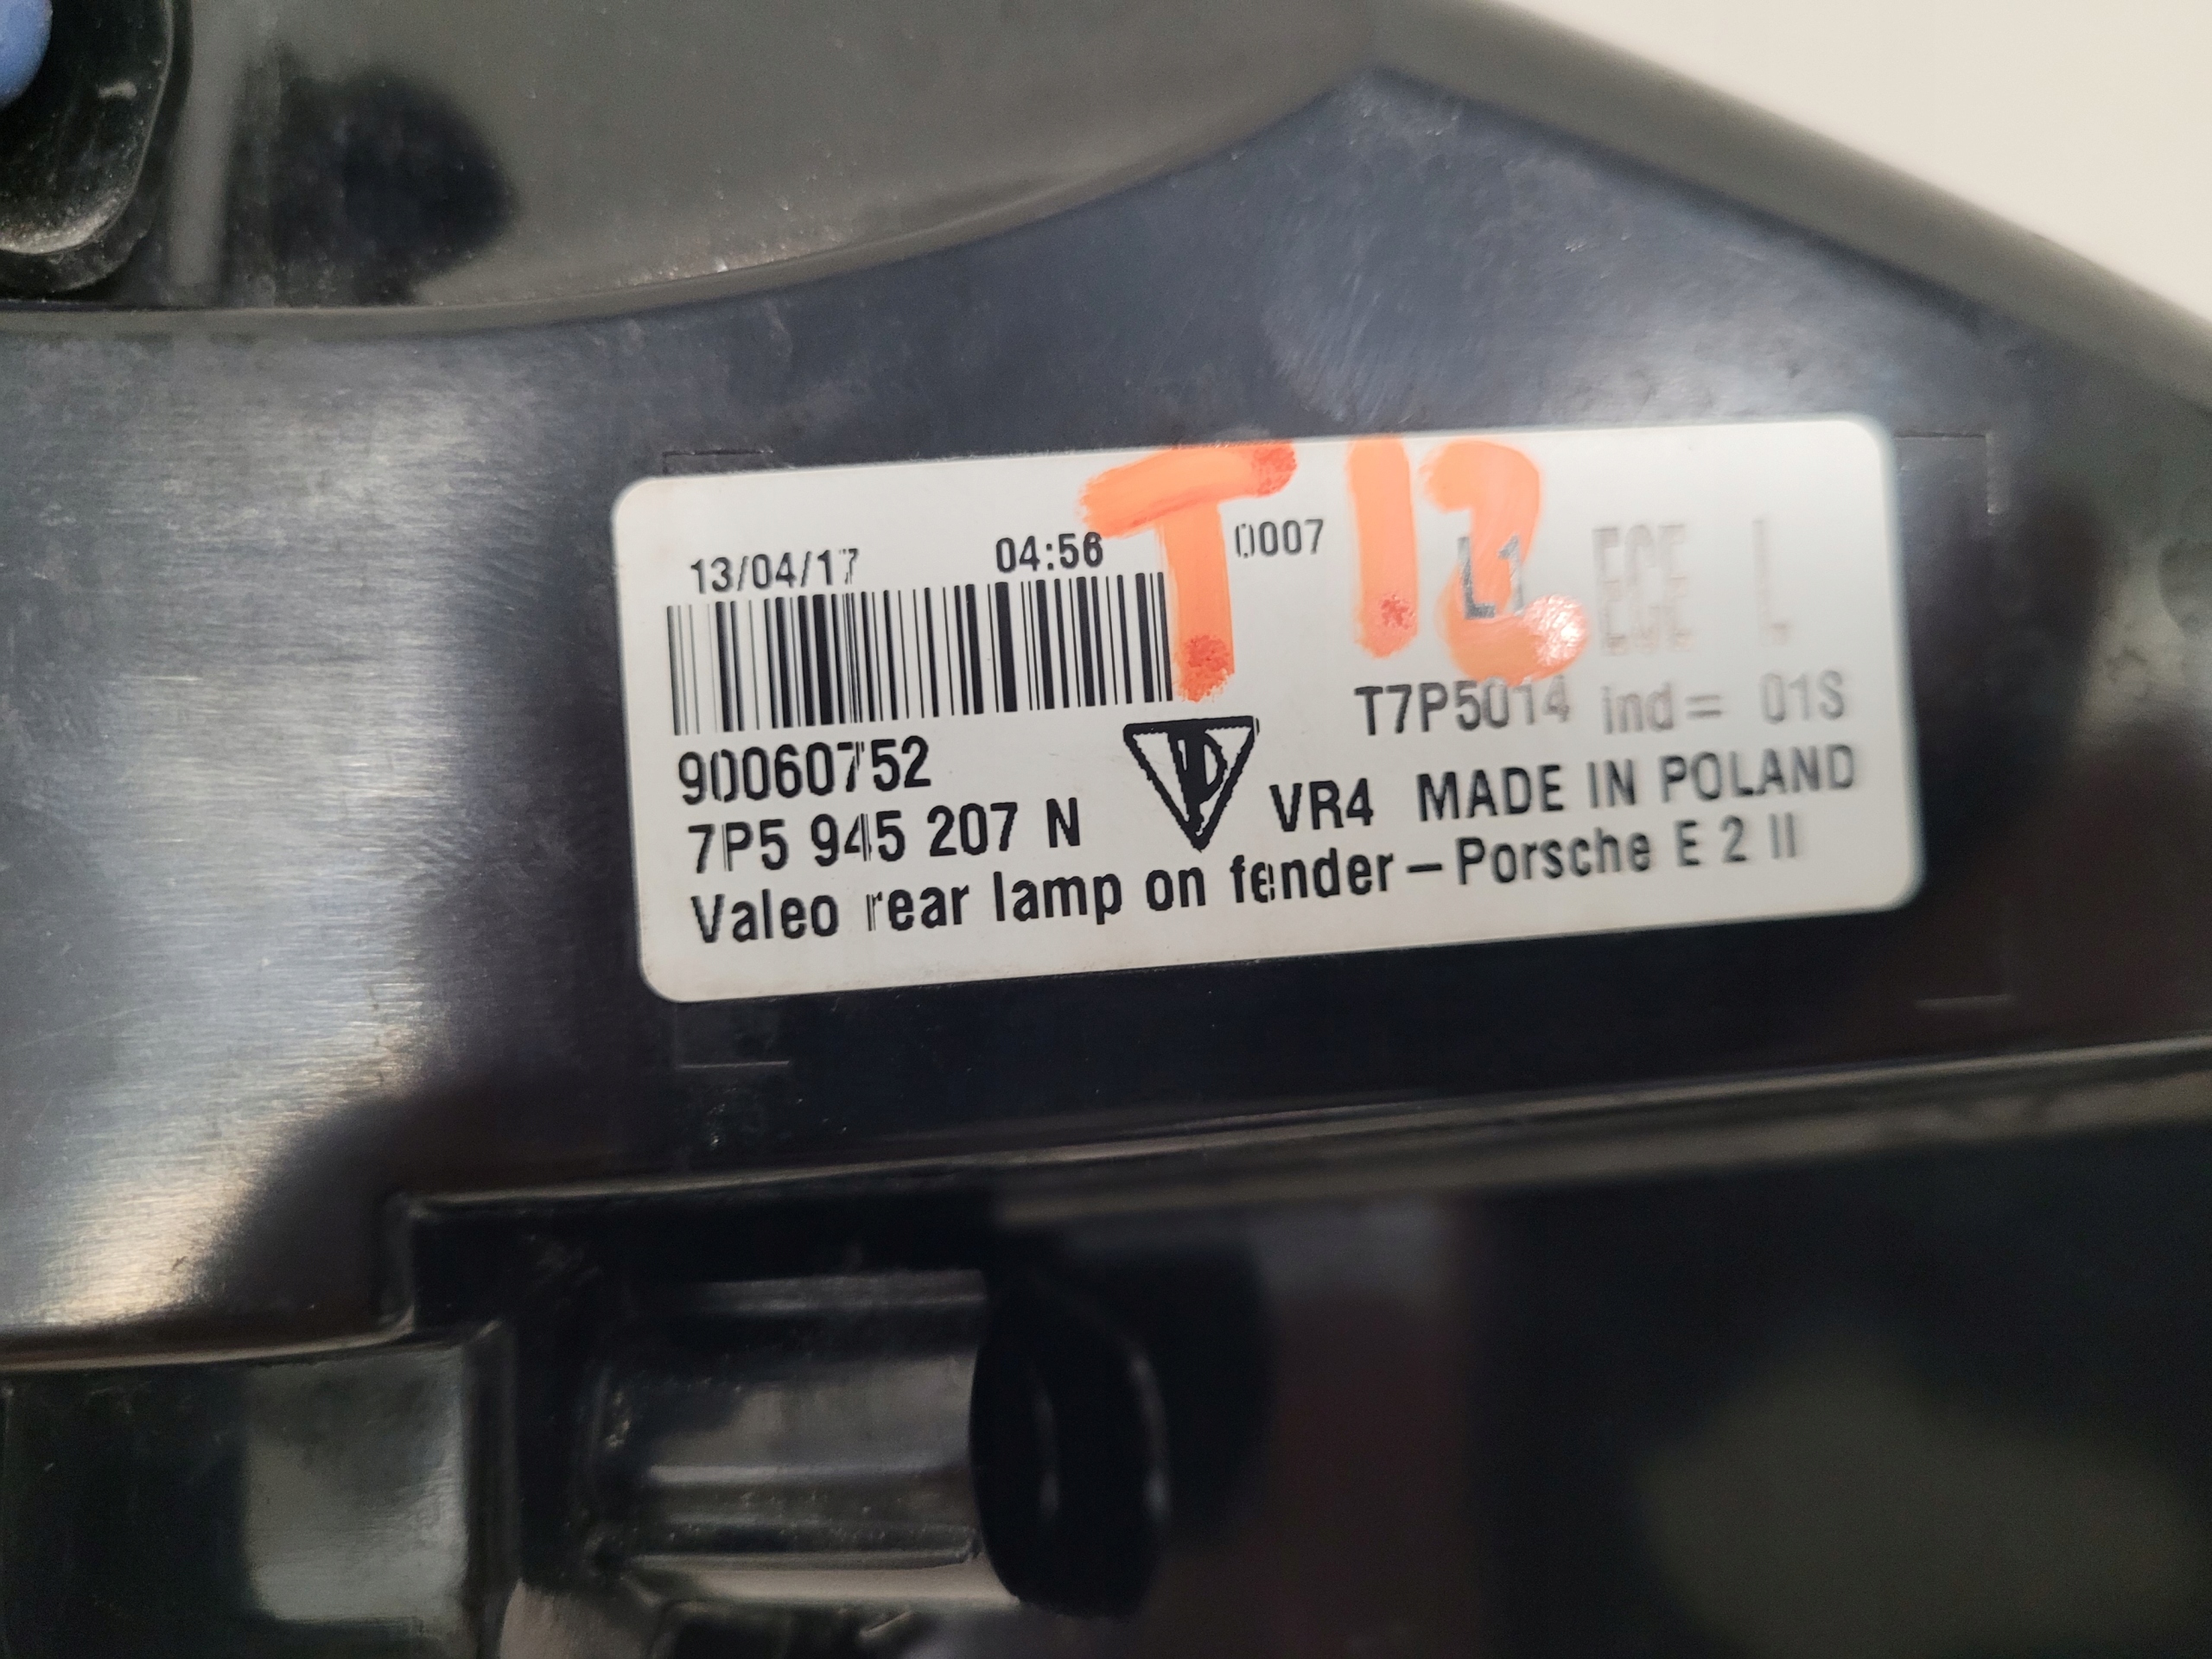 T12
13/04/17 04:56 0007 L1 ECE L
T7P5014 ind = 01S
90060752
7P5 945 207 N VR4 MADE IN POLAND
Valeo rear lamp on fender – Porsche E 2 II